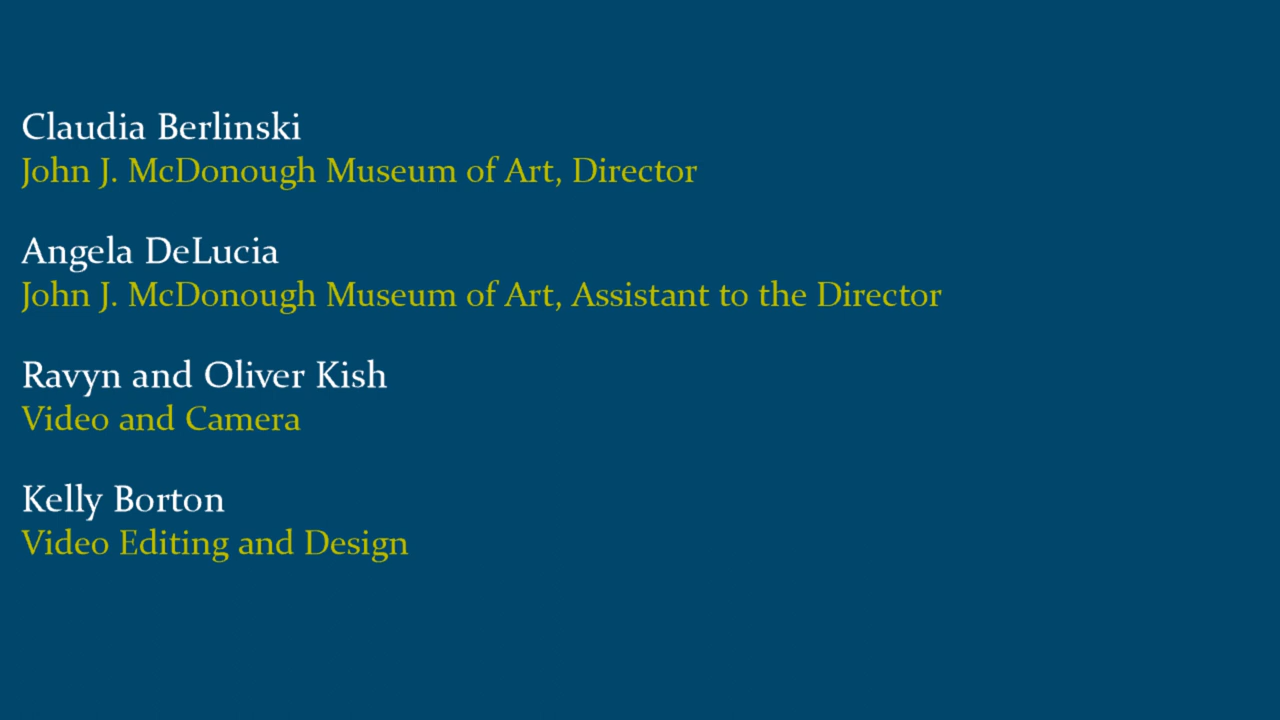 Claudia Berlinski
John J. McDonough Museum of Art, Director
Angela DeLucia
John J. McDonough Museum of Art, Assistant to the Director
Ravyn and Oliver Kish
Video and Camera
Kelly Borton
Video Editing and Design